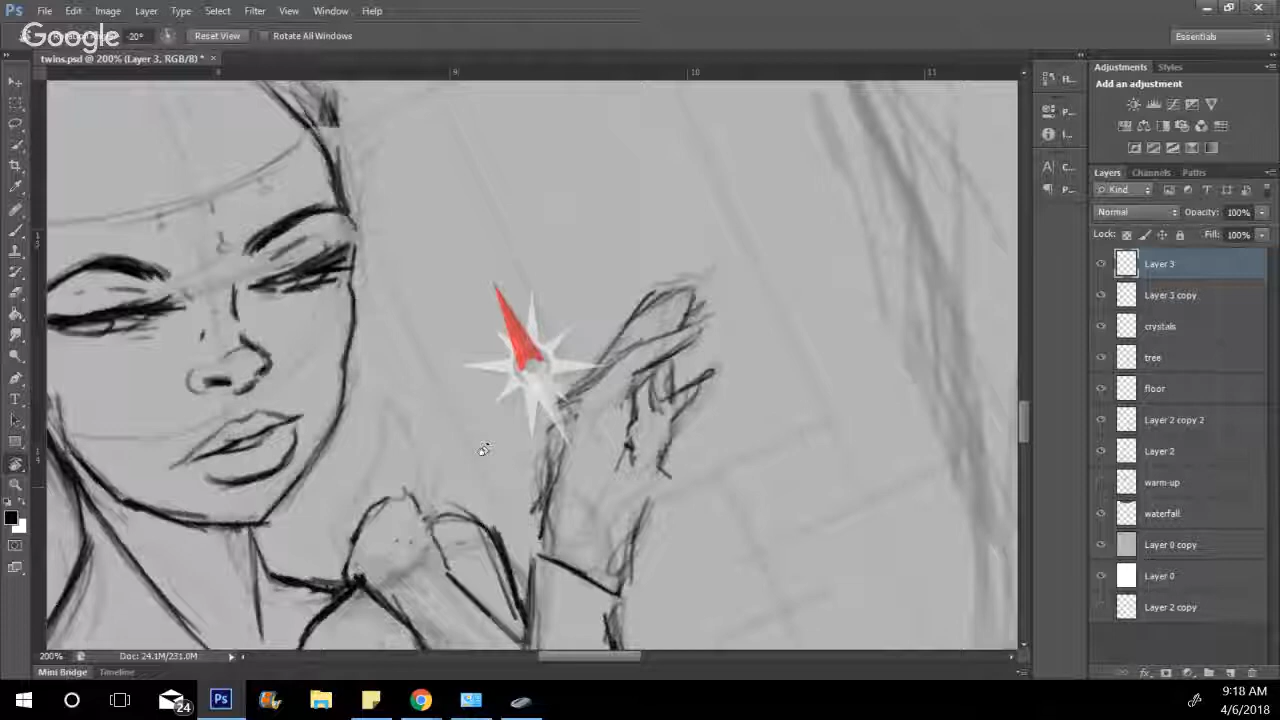 Ps File Edit Image Layer Type Select Filter View Window Help
Google -20° Reset View Rotate All Windows Essentials
twins.psd @ 200% (Layer 3, RGB/8) * ×
8 9 10 11
Adjustments Styles
Add an adjustment
Layers Channels Paths
Kind
Normal Opacity: 100%
Lock: Fill: 100%
Layer 3
Layer 3 copy
crystals
tree
floor
Layer 2 copy 2
Layer 2
warm-up
waterfall
Layer 0 copy
Layer 0
Layer 2 copy
H...
P...
I...
C...
P...
200% Doc: 24.1M/231.0M
Mini Bridge Timeline
24 Ps
9:18 AM
4/6/2018